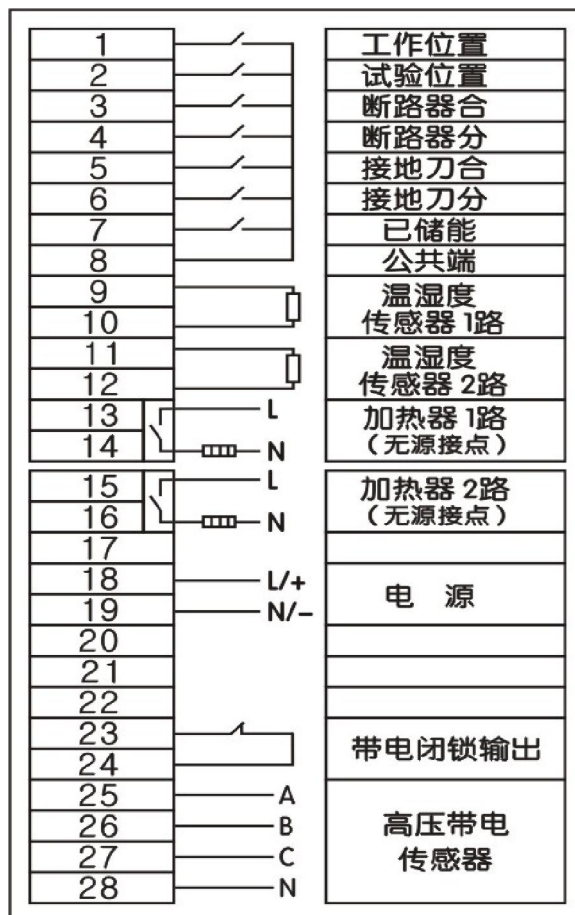 1 工作位置
2 试验位置
3 断路器合
4 断路器分
5 接地刀合
6 接地刀分
7 已储能
8 公共端
9 温湿度
10 传感器1路
11 温湿度
12 传感器2路
13 L 加热器1路
14 N （无源接点）
15 L 加热器2路
16 N （无源接点）
17
18 L/+ 电 源
19 N/-
20
21
22
23 带电闭锁输出
24
25 A 高压带电
26 B 传感器
27 C
28 N